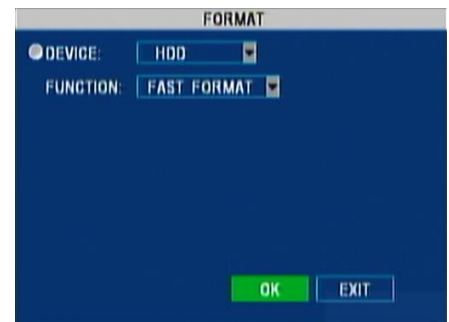 FORMAT
DEVICE: HDD
FUNCTION: FAST FORMAT
OK EXIT